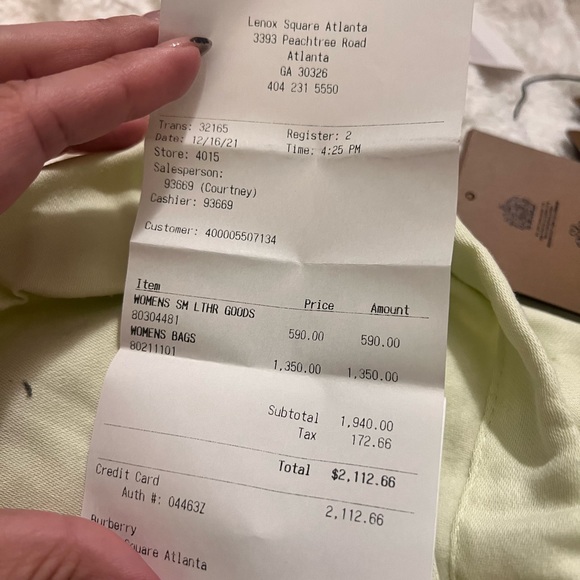 Lenox Square Atlanta
3393 Peachtree Road
Atlanta
GA 30326
404 231 5550
Trans: 32165 Register: 2
Date: 12/16/21 Time: 4:25 PM
Store: 4015
Salesperson:
93669 (Courtney)
Cashier: 93669
Customer: 400005507134
Item Price Amount
WOMENS SM LTHR GOODS
80304481 590.00 590.00
WOMENS BAGS
80211101 1,350.00 1,350.00
Subtotal 1,940.00
Tax 172.66
Total $2,112.66
Credit Card 2,112.66
Auth #: 04463Z
Burberry
Square Atlanta